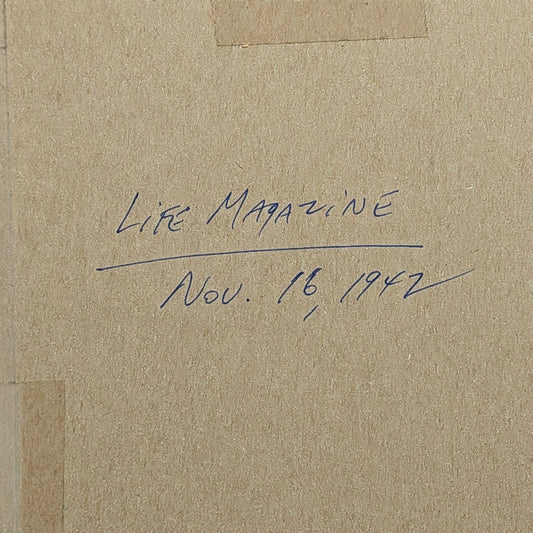 Life Magazine
Nov. 16, 1942